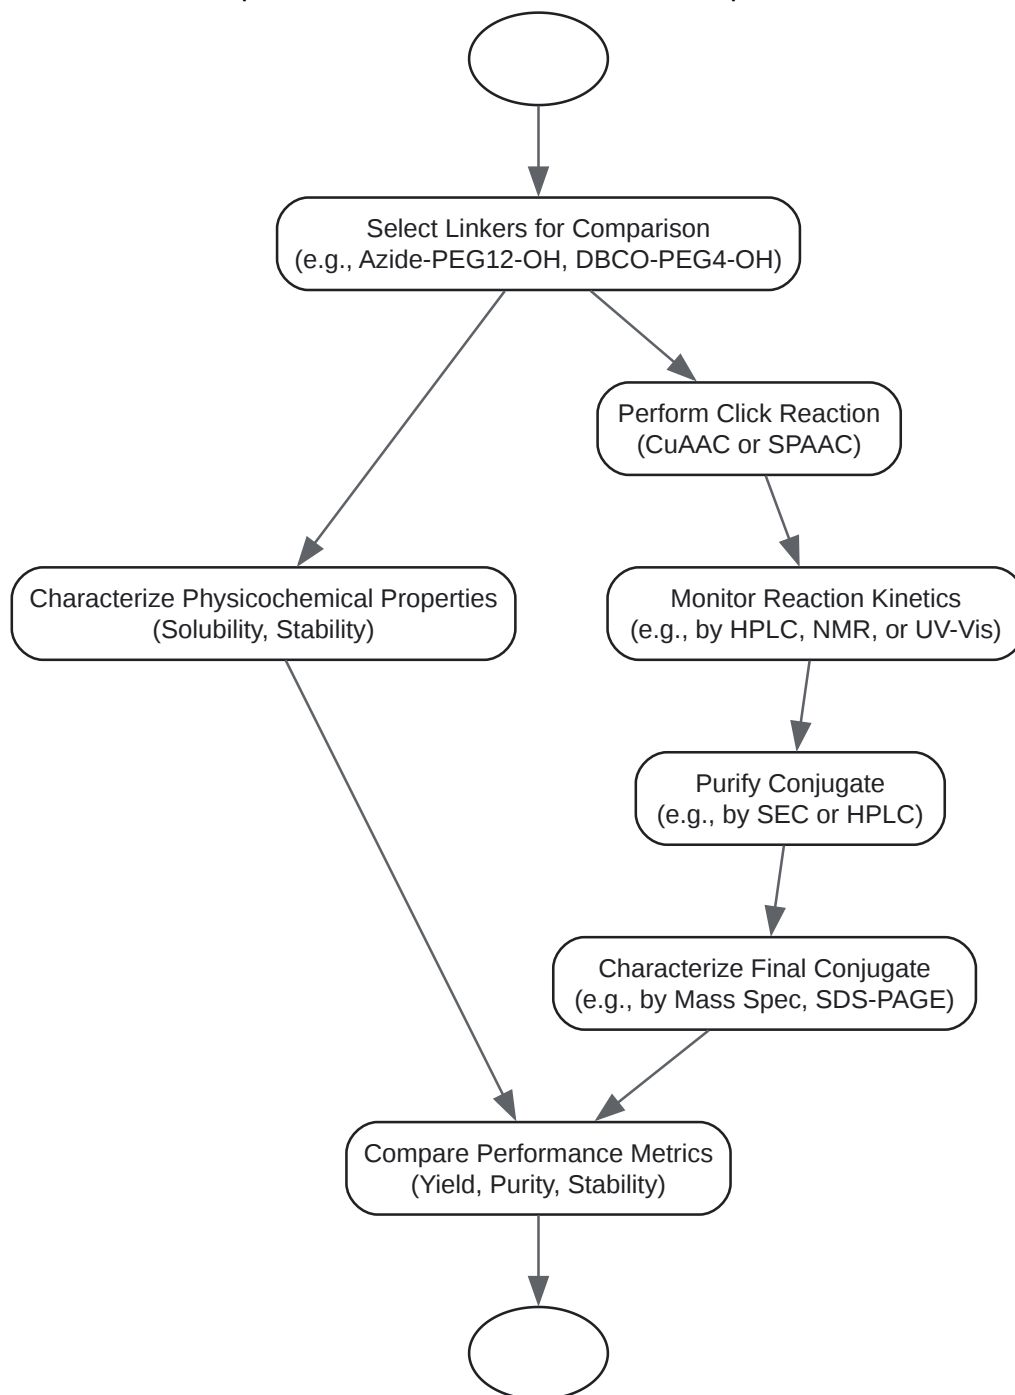 Select Linkers for Comparison
(e.g., Azide-PEG12-OH, DBCO-PEG4-OH)
Perform Click Reaction
(CuAAC or SPAAC)
Characterize Physicochemical Properties
(Solubility, Stability)
Monitor Reaction Kinetics
(e.g., by HPLC, NMR, or UV-Vis)
Purify Conjugate
(e.g., by SEC or HPLC)
Characterize Final Conjugate
(e.g., by Mass Spec, SDS-PAGE)
Compare Performance Metrics
(Yield, Purity, Stability)